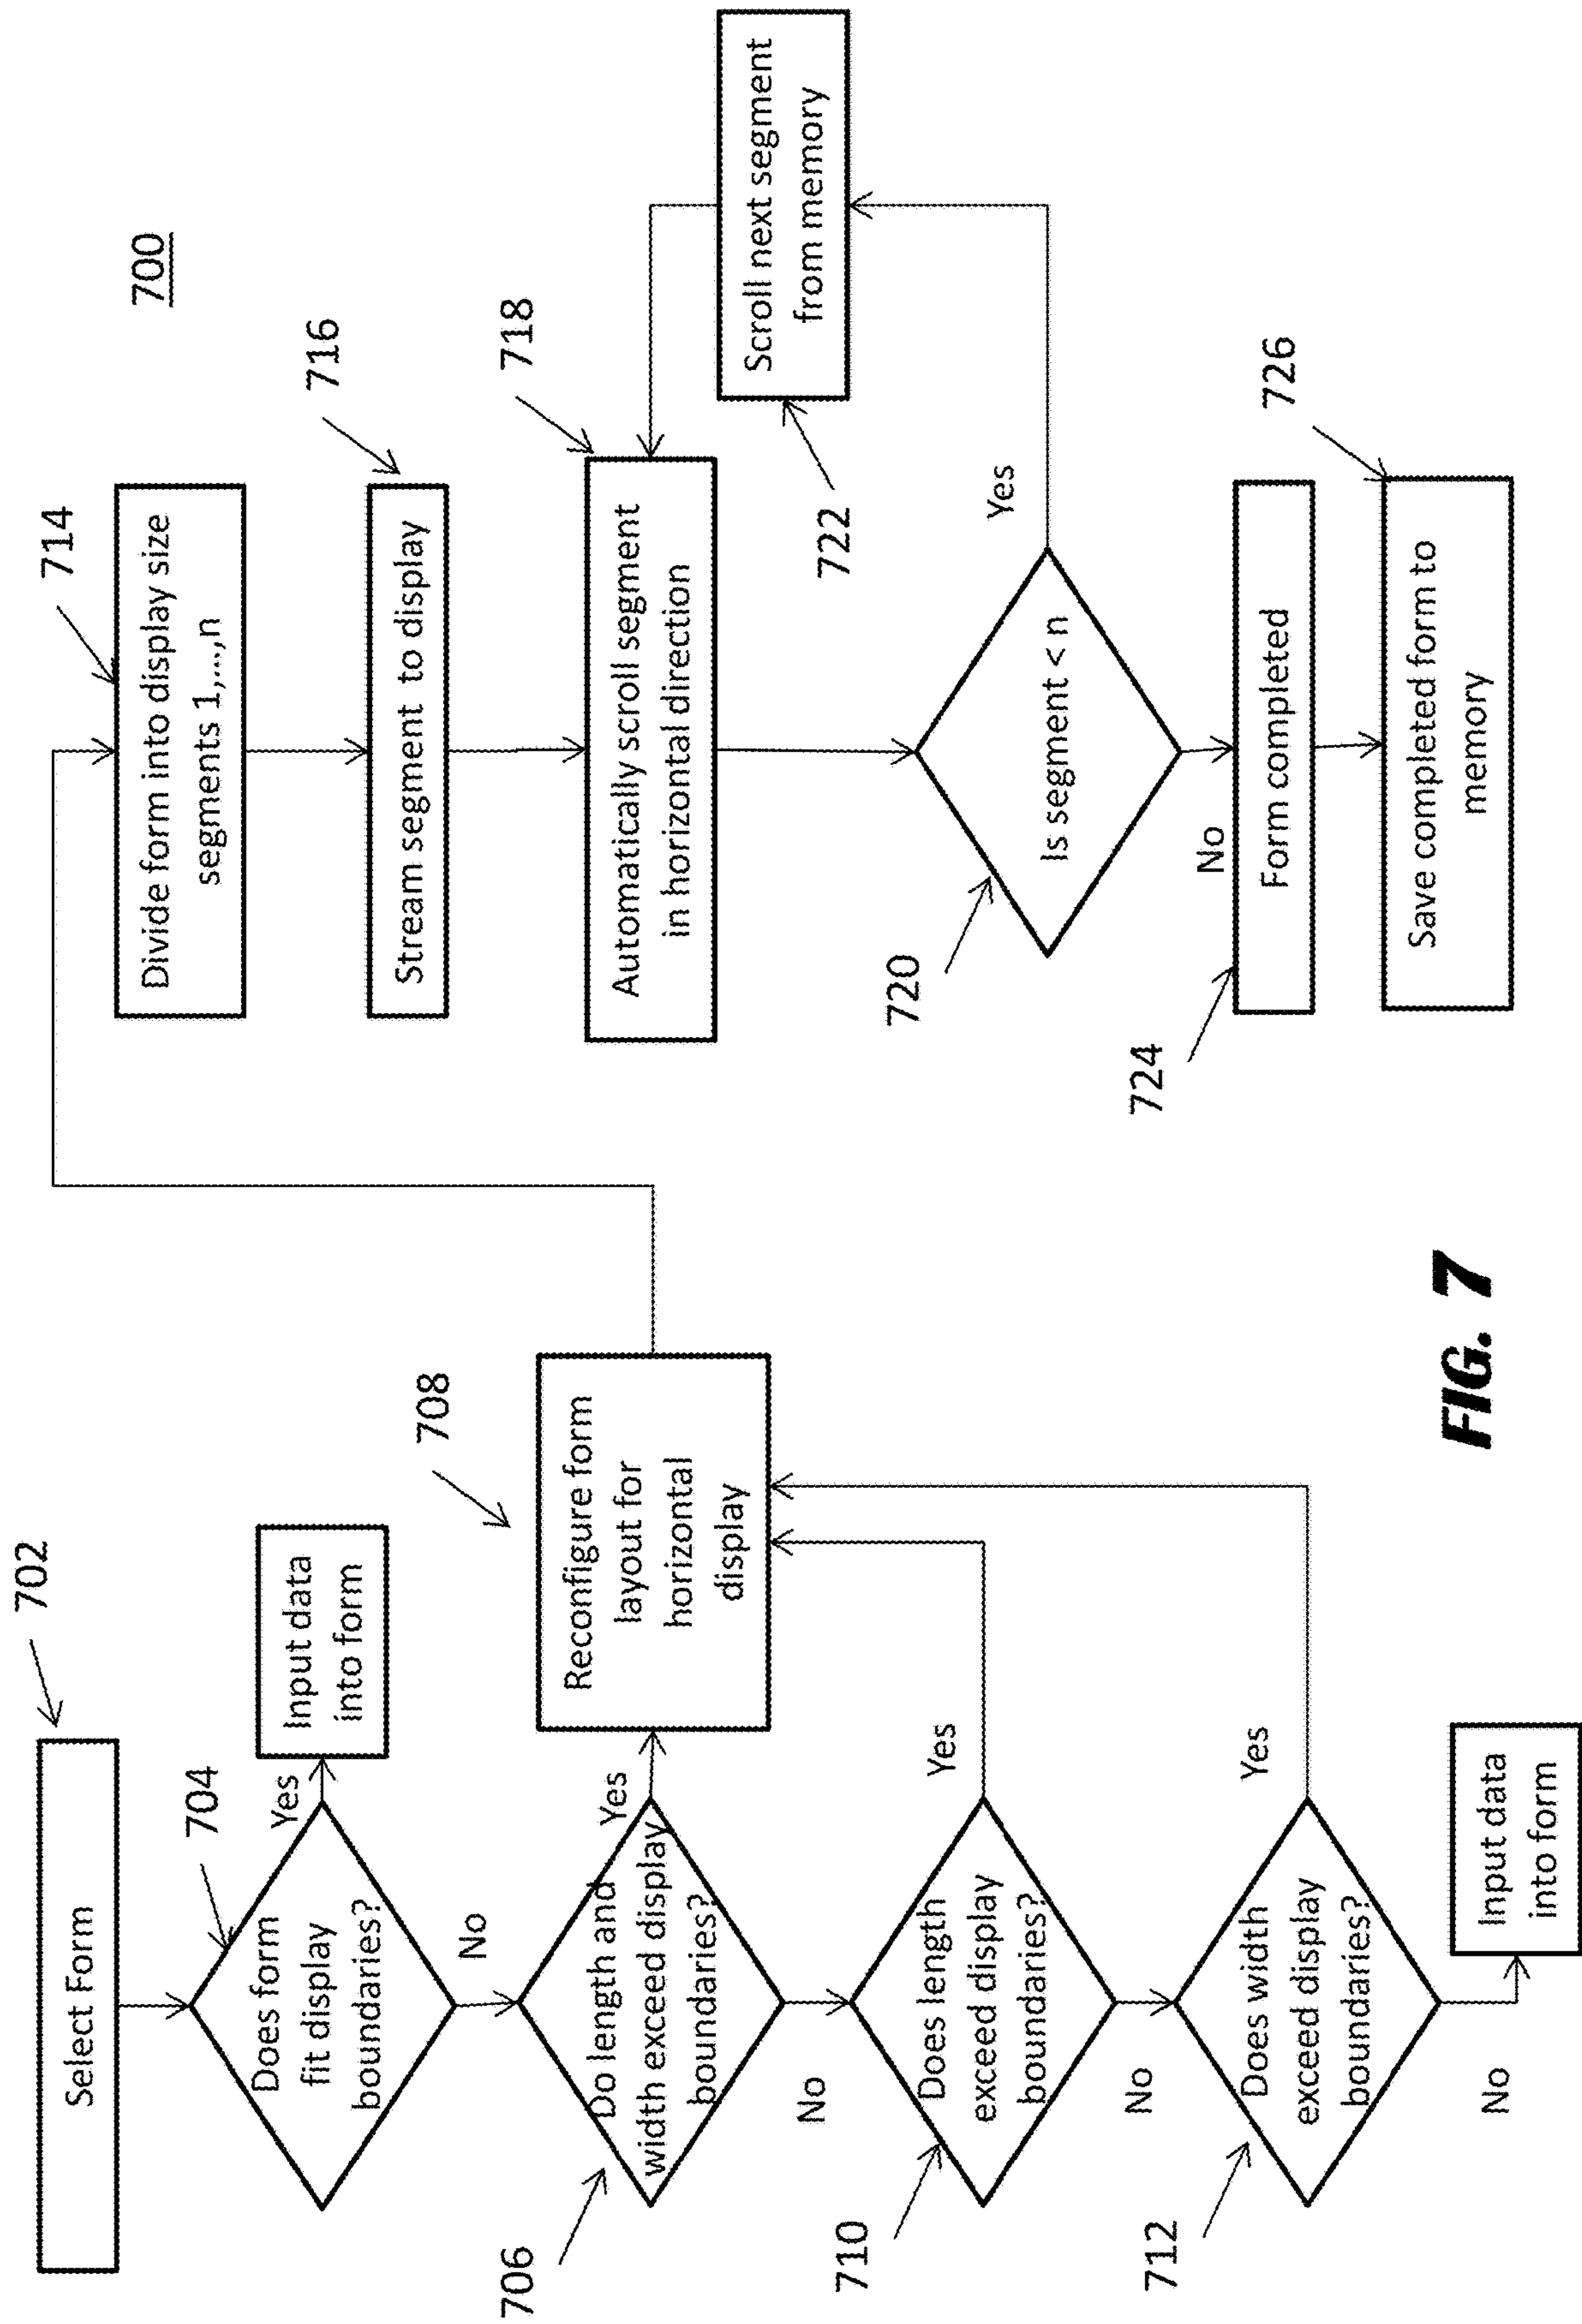 700
702
Select Form
704
Does form
fit display
boundaries?
Yes
Input data
into form
No
706
Do length and
width exceed display
boundaries?
Yes
708
Reconfigure form
layout for
horizontal
display
No
710
Does length
exceed display
boundaries?
Yes
No
712
Does width
exceed display
boundaries?
Yes
No
Input data
into form
714
Divide form into display size
segments 1,...,n
716
Stream segment to display
718
Automatically scroll segment
in horizontal direction
720
Is segment < n
Yes
722
Scroll next segment
from memory
No
724
Form completed
726
Save completed form to
memory
FIG. 7